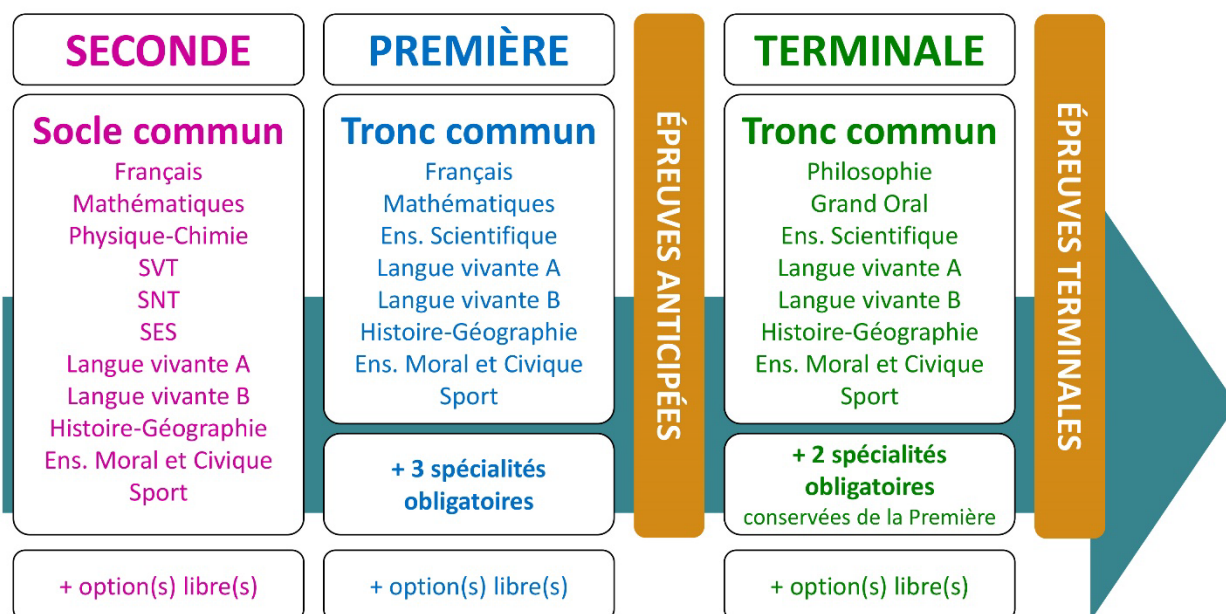 SECONDE
Socle commun
Français
Mathématiques
Physique-Chimie
SVT
SNT
SES
Langue vivante A
Langue vivante B
Histoire-Géographie
Ens. Moral et Civique
Sport
+ option(s) libre(s)
PREMIÈRE
Tronc commun
Français
Mathématiques
Ens. Scientifique
Langue vivante A
Langue vivante B
Histoire-Géographie
Ens. Moral et Civique
Sport
+ 3 spécialités
obligatoires
+ option(s) libre(s)
ÉPREUVES ANTICIPÉES
TERMINALE
Tronc commun
Philosophie
Grand Oral
Ens. Scientifique
Langue vivante A
Langue vivante B
Histoire-Géographie
Ens. Moral et Civique
Sport
+ 2 spécialités
obligatoires
conservées de la Première
+ option(s) libre(s)
ÉPREUVES TERMINALES